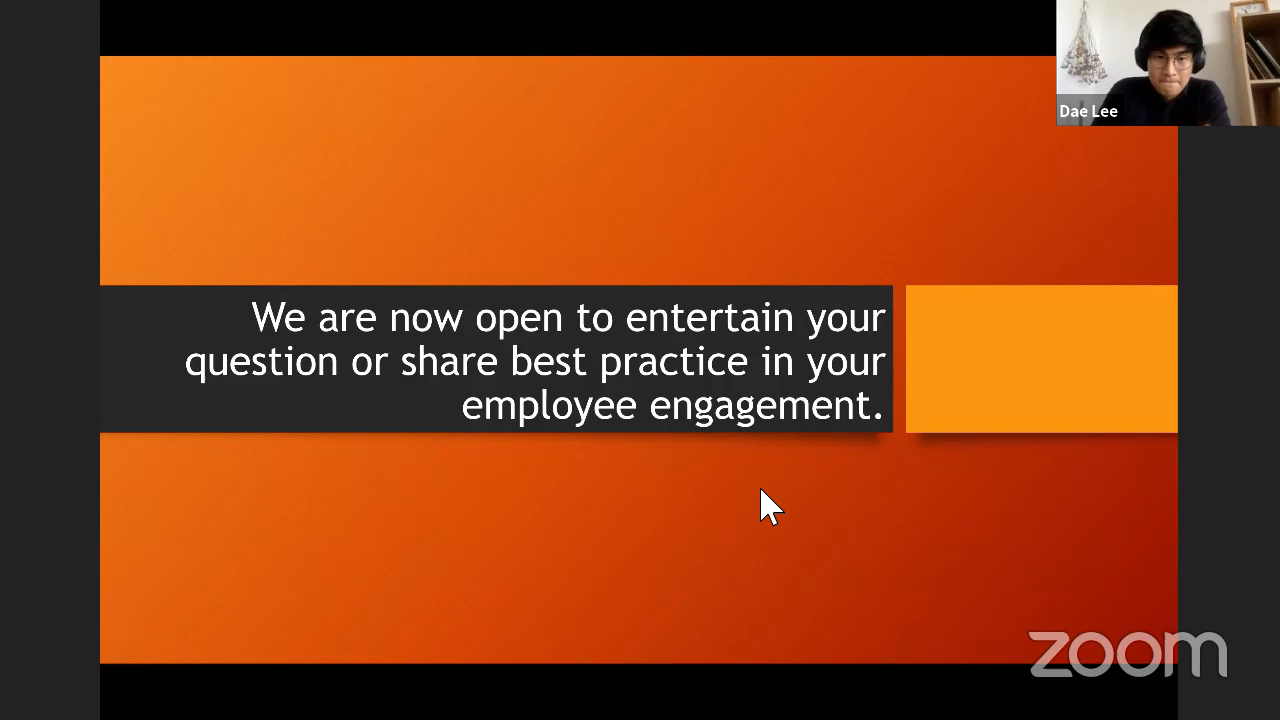 Dae Lee
We are now open to entertain your
question or share best practice in your
employee engagement.
zoom